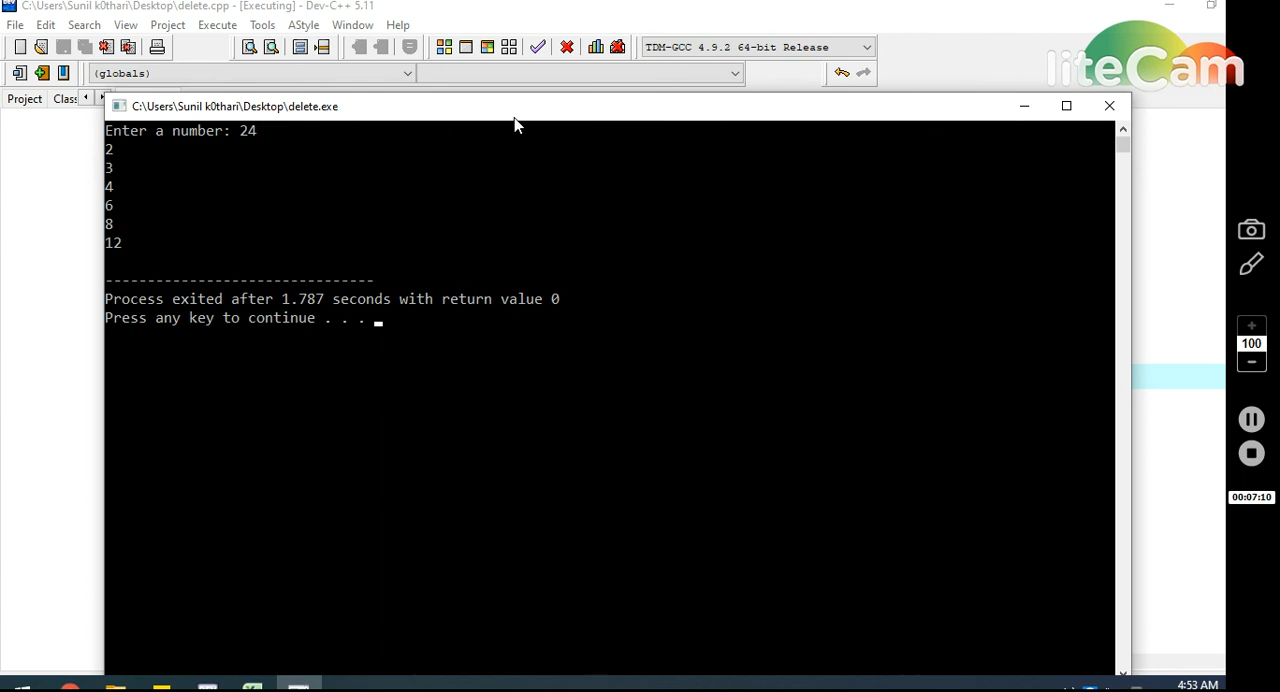 C:\Users\Sunil k0thari\Desktop\delete.cpp - [Executing] - Dev-C++ 5.11
File Edit Search View Project Execute Tools AStyle Window Help
TDM-GCC 4.9.2 64-bit Release
liteCam
(globals)
Project Clas
C:\Users\Sunil k0thari\Desktop\delete.exe
Enter a number: 24
2
3
4
6
8
12
--------------------------------
Process exited after 1.787 seconds with return value 0
Press any key to continue . . .
100
00:07:10
4:53 AM